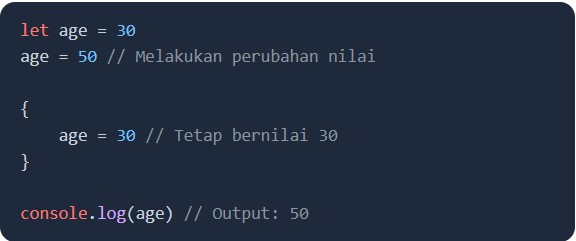 let age = 30
age = 50 // Melakukan perubahan nilai
{
age = 30 // Tetap bernilai 30
}
console.log(age) // Output: 50